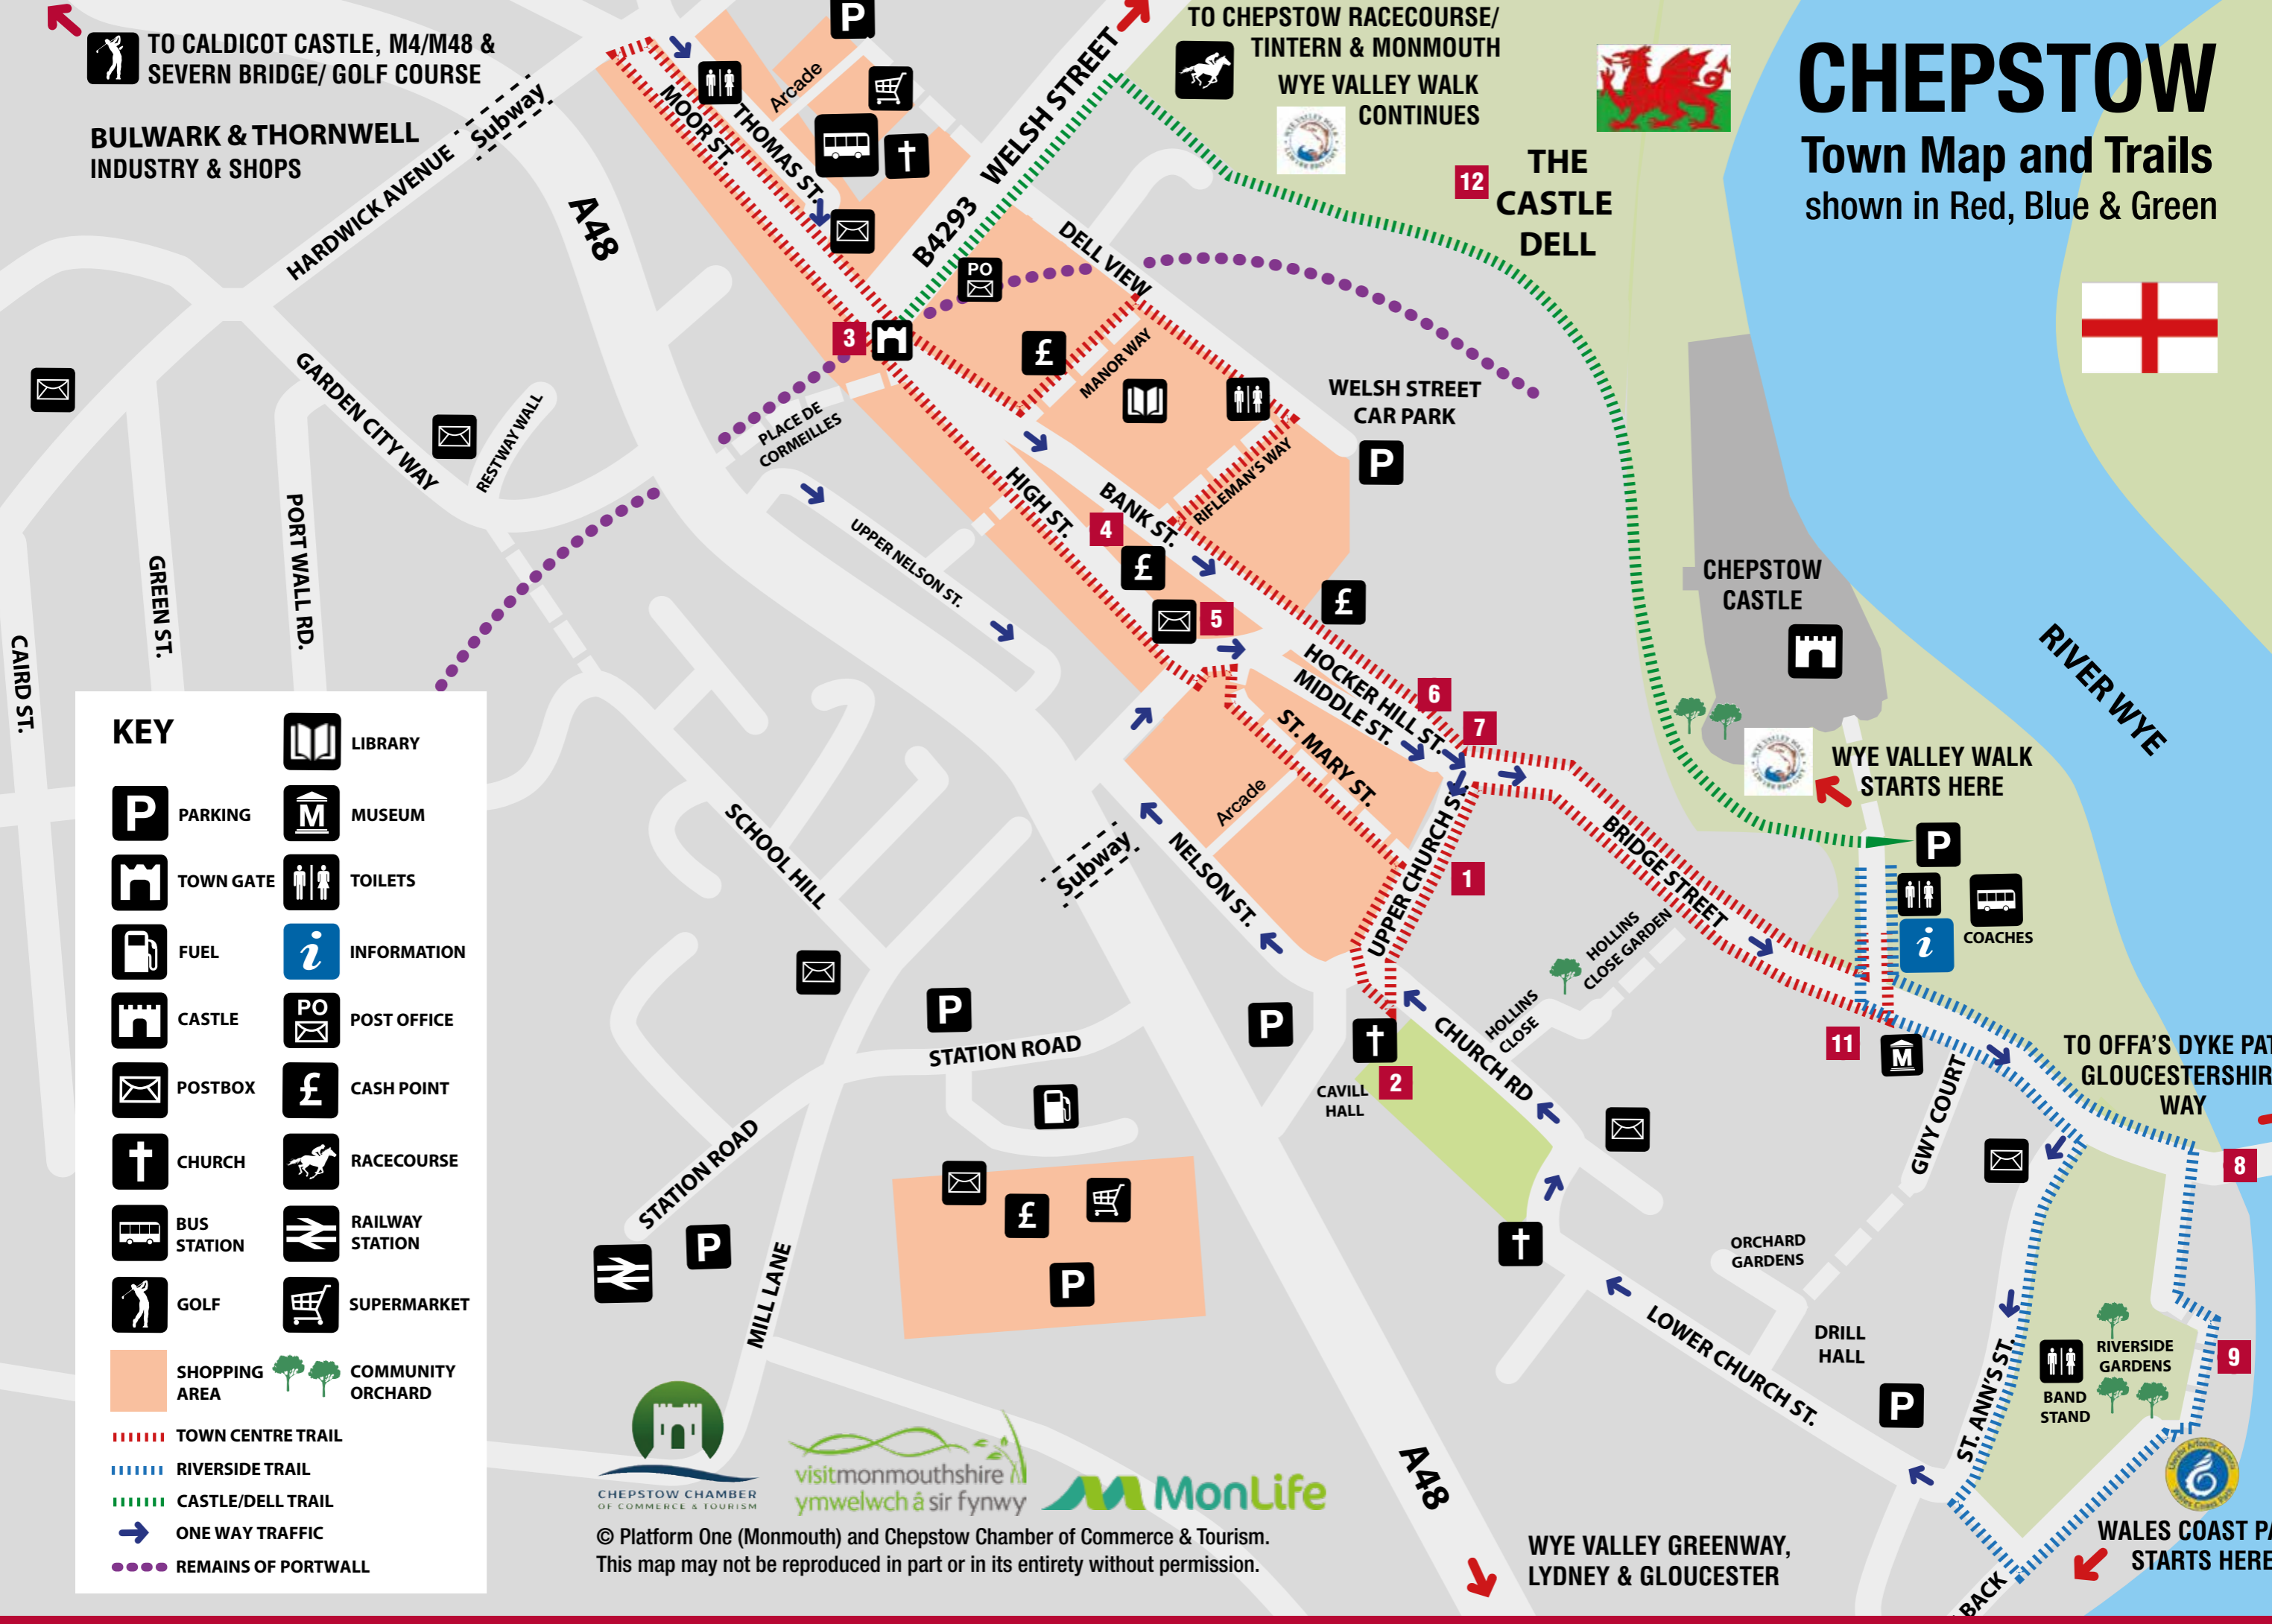 TO CALDICOT CASTLE, M4/M48 &
SEVERN BRIDGE/ GOLF COURSE
BULWARK & THORNWELL
INDUSTRY & SHOPS
HARDWICK AVENUE
Subway
A48
MOOR ST.
THOMAS ST.
Arcade
P
B4293
WELSH STREET
TO CHEPSTOW RACECOURSE/
TINTERN & MONMOUTH
WYE VALLEY WALK
CONTINUES
12
THE
CASTLE
DELL
CHEPSTOW
Town Map and Trails
shown in Red, Blue & Green
DELL VIEW
PO
3
£
MANOR WAY
PLACE DE
CORMEILLES
WELSH STREET
CAR PARK
P
RIFLEMAN'S WAY
GARDEN CITY WAY
RESTWAY WALL
PORT WALL RD.
GREEN ST.
CAIRD ST.
UPPER NELSON ST.
HIGH ST.
BANK ST.
4
£
5
£
HOCKER HILL ST.
MIDDLE ST.
6
7
ST. MARY ST.
Arcade
CHEPSTOW
CASTLE
RIVER WYE
WYE VALLEY WALK
STARTS HERE
P
COACHES
i
UPPER CHURCH ST.
1
BRIDGE STREET
HOLLINS
CLOSE GARDEN
HOLLINS
CLOSE
NELSON ST.
Subway
SCHOOL HILL
P
STATION ROAD
P
CAVILL
HALL
2
CHURCH RD
11
M
GWY COURT
TO OFFA'S DYKE PAT
GLOUCESTERSHIR
WAY
8
9
STATION ROAD
P
MILL LANE
£
P
ORCHARD
GARDENS
LOWER CHURCH ST.
DRILL
HALL
P
ST. ANN'S ST.
RIVERSIDE
GARDENS
BAND
STAND
WALES COAST PA
STARTS HERE
BACK
A48
WYE VALLEY GREENWAY,
LYDNEY & GLOUCESTER
KEY
LIBRARY
P PARKING
M MUSEUM
TOWN GATE
TOILETS
FUEL
i INFORMATION
CASTLE
PO POST OFFICE
POSTBOX
£ CASH POINT
CHURCH
RACECOURSE
BUS
STATION
RAILWAY
STATION
GOLF
SUPERMARKET
SHOPPING
AREA
COMMUNITY
ORCHARD
TOWN CENTRE TRAIL
RIVERSIDE TRAIL
CASTLE/DELL TRAIL
ONE WAY TRAFFIC
REMAINS OF PORTWALL
CHEPSTOW CHAMBER
OF COMMERCE & TOURISM
visitmonmouthshire
ymwelwch â sir fynwy
MonLife
© Platform One (Monmouth) and Chepstow Chamber of Commerce & Tourism.
This map may not be reproduced in part or in its entirety without permission.